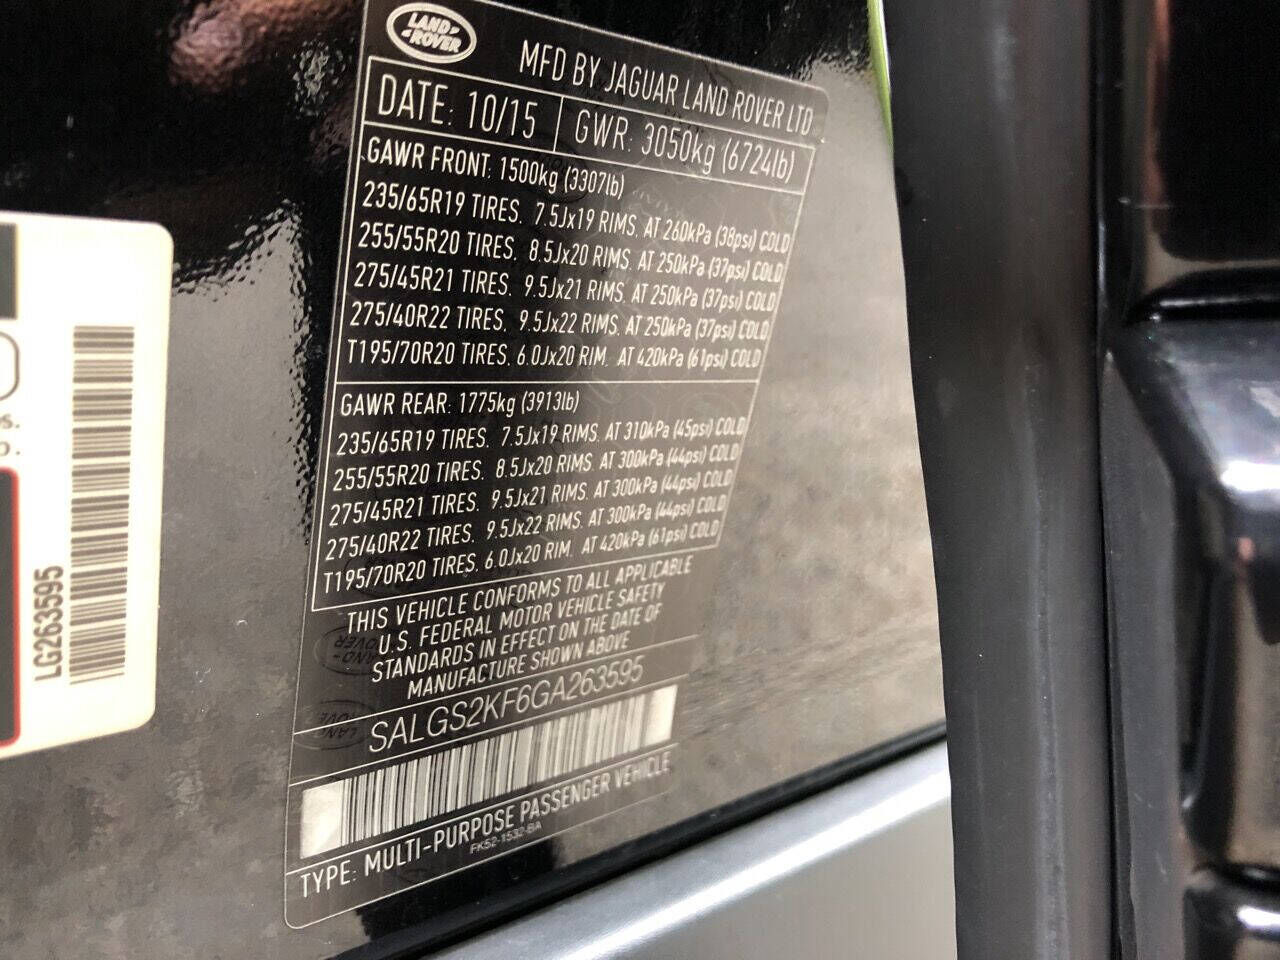 LAND-
-ROVER
MFD BY JAGUAR LAND ROVER LTD
DATE: 10/15 GWR: 3050kg (6724lb)
GAWR FRONT: 1500kg (3307lb)
235/65R19 TIRES. 7.5Jx19 RIMS. AT 260kPa (38psi) COLD
255/55R20 TIRES. 8.5Jx20 RIMS. AT 250kPa (37psi) COLD
275/45R21 TIRES. 9.5Jx21 RIMS. AT 250kPa (37psi) COLD
275/40R22 TIRES. 9.5Jx22 RIMS. AT 250kPa (37psi) COLD
T195/70R20 TIRES. 6.0Jx20 RIM. AT 420kPa (61psi) COLD
GAWR REAR: 1775kg (3913lb)
235/65R19 TIRES. 7.5Jx19 RIMS. AT 310kPa (45psi) COLD
255/55R20 TIRES. 8.5Jx20 RIMS. AT 300kPa (44psi) COLD
275/45R21 TIRES. 9.5Jx21 RIMS. AT 300kPa (44psi) COLD
275/40R22 TIRES. 9.5Jx22 RIMS. AT 300kPa (44psi) COLD
T195/70R20 TIRES. 6.0Jx20 RIM. AT 420kPa (61psi) COLD
THIS VEHICLE CONFORMS TO ALL APPLICABLE
U.S. FEDERAL MOTOR VEHICLE SAFETY
STANDARDS IN EFFECT ON THE DATE OF
MANUFACTURE SHOWN ABOVE
SALGS2KF6GA263595
TYPE: MULTI-PURPOSE PASSENGER VEHICLE
FK52-1532-BA
LG263595